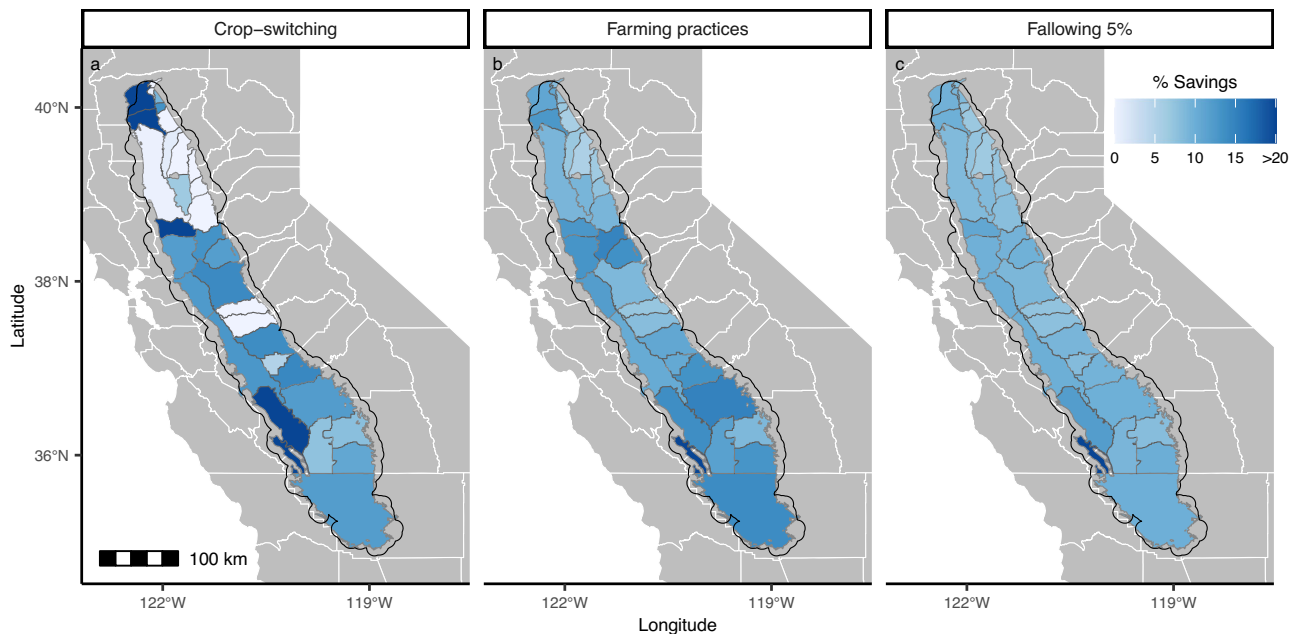 Crop−switching
Farming practices
Fallowing 5%
a
b
c
% Savings
0 5 10 15 >20
40°N
38°N
36°N
Latitude
100 km
122°W 119°W 122°W 119°W 122°W 119°W
Longitude